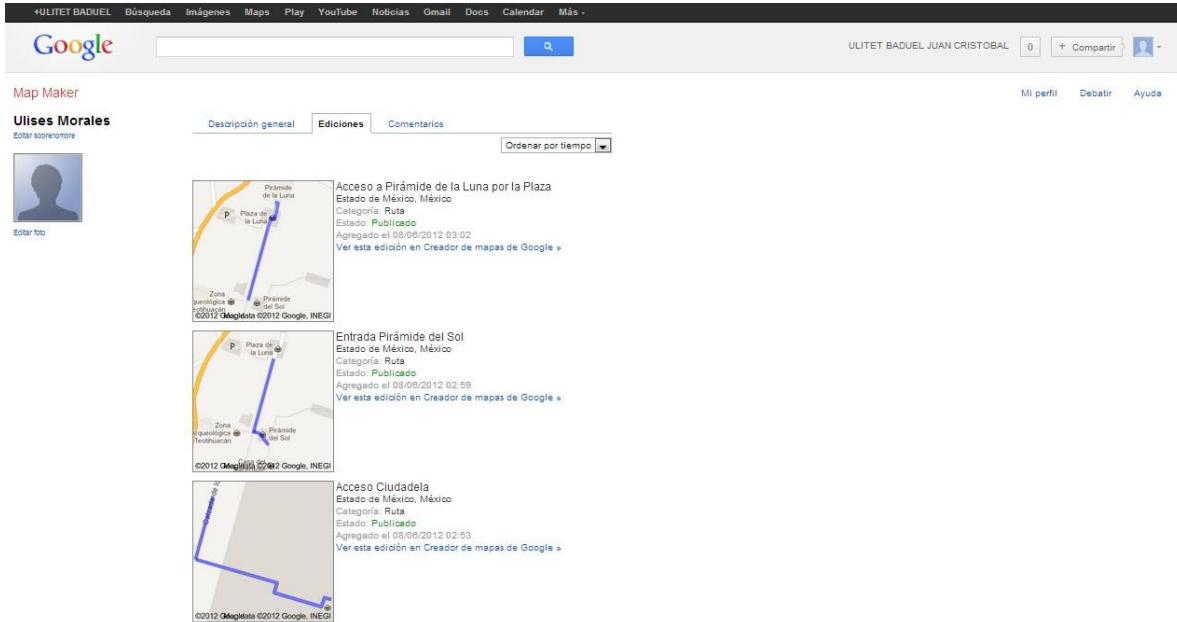 +ULITET BADUEL Búsqueda Imágenes Maps Play YouTube Noticias Gmail Docs Calendar Más
Google
ULITET BADUEL JUAN CRISTOBAL 0 + Compartir
Map Maker
Mi perfil Debatir Ayuda
Ulises Morales
Editar sobrenombre
Editar foto
Descripción general Ediciones Comentarios
Ordenar por tiempo
Pirámide
de la Luna
P Plaza de
la Luna
Zona
Pirámide
del Sol
©2012 Google, INEGI
Acceso a Pirámide de la Luna por la Plaza
Estado de México, México
Categoría: Ruta
Estado: Publicado
Agregado el 08/06/2012 03:02
Ver esta edición en Creador de mapas de Google »
P Plaza de
la Luna
Zona
Teotihuacán
Pirámide
del Sol
©2012 Google, INEGI
Entrada Pirámide del Sol
Estado de México, México
Categoría: Ruta
Estado: Publicado
Agregado el 08/06/2012 02:59
Ver esta edición en Creador de mapas de Google »
Calzada de
©2012 Google, INEGI
Acceso Ciudadela
Estado de México, México
Categoría: Ruta
Estado: Publicado
Agregado el 08/06/2012 02:53
Ver esta edición en Creador de mapas de Google »